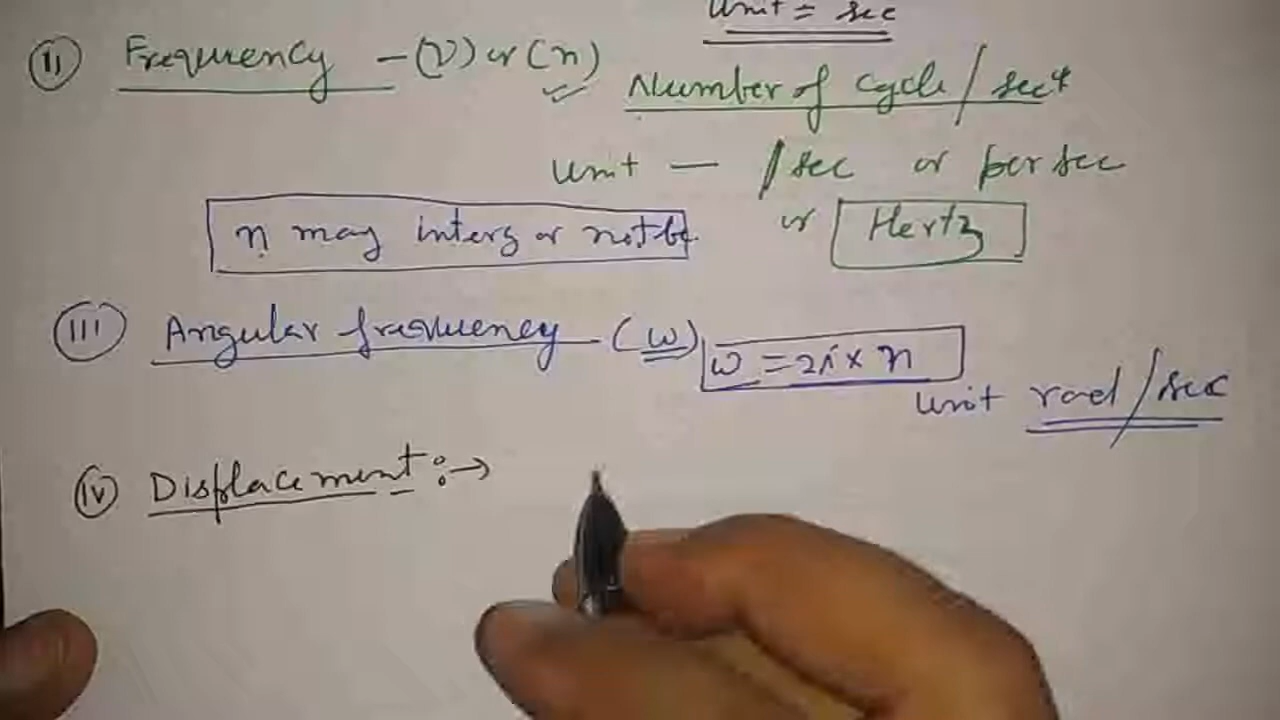 Unit = sec
(ii) Frequency - (ν) or (n)
Number of cycle / sec
Unit — /sec or per sec
n may interg or not be.
or Hertz
(iii) Angular frequency - (ω)
ω = 2π × n
Unit rad/sec
(iv) Displacement :→